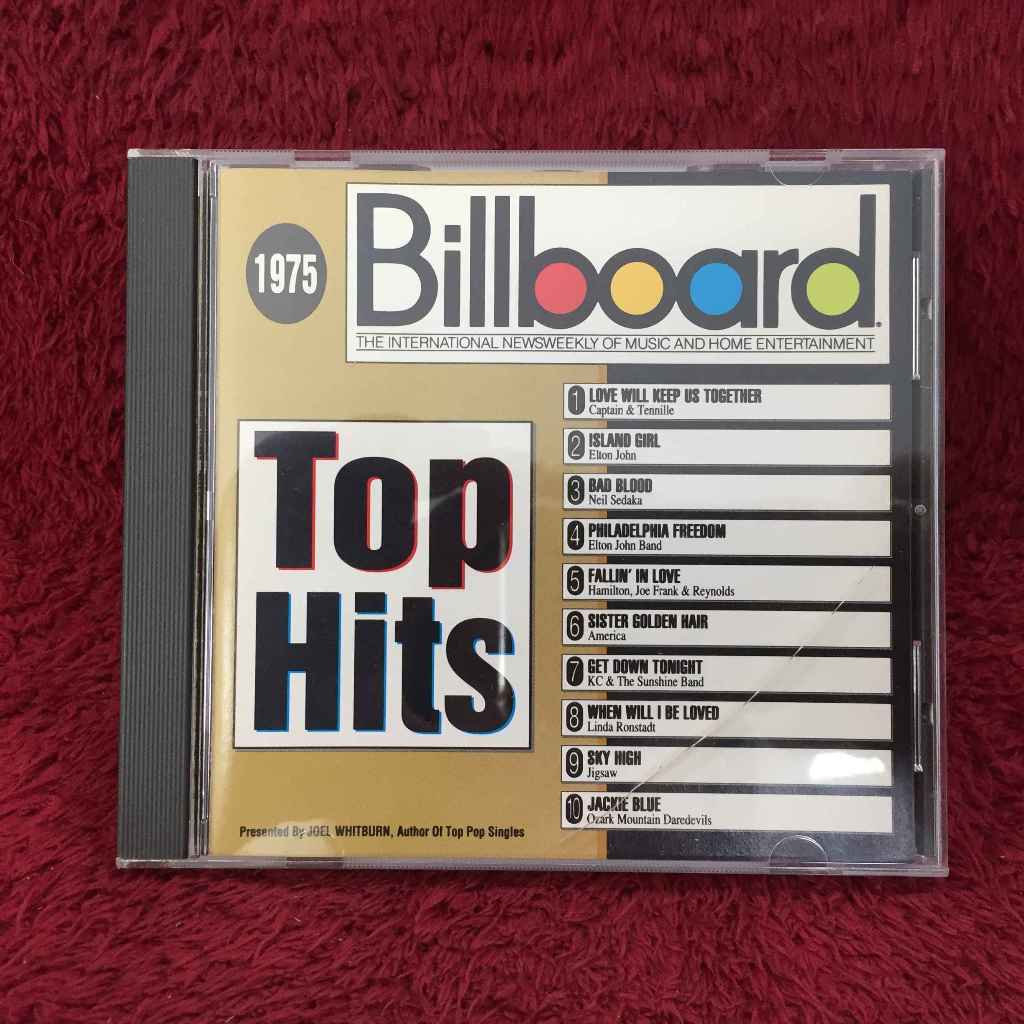 1975
Billboard®
THE INTERNATIONAL NEWSWEEKLY OF MUSIC AND HOME ENTERTAINMENT
Top
Hits
1 LOVE WILL KEEP US TOGETHER
Captain & Tennille
2 ISLAND GIRL
Elton John
3 BAD BLOOD
Neil Sedaka
4 PHILADELPHIA FREEDOM
Elton John Band
5 FALLIN' IN LOVE
Hamilton, Joe Frank & Reynolds
6 SISTER GOLDEN HAIR
America
7 GET DOWN TONIGHT
KC & The Sunshine Band
8 WHEN WILL I BE LOVED
Linda Ronstadt
9 SKY HIGH
Jigsaw
10 JACKIE BLUE
Ozark Mountain Daredevils
Presented By JOEL WHITBURN, Author Of Top Pop Singles